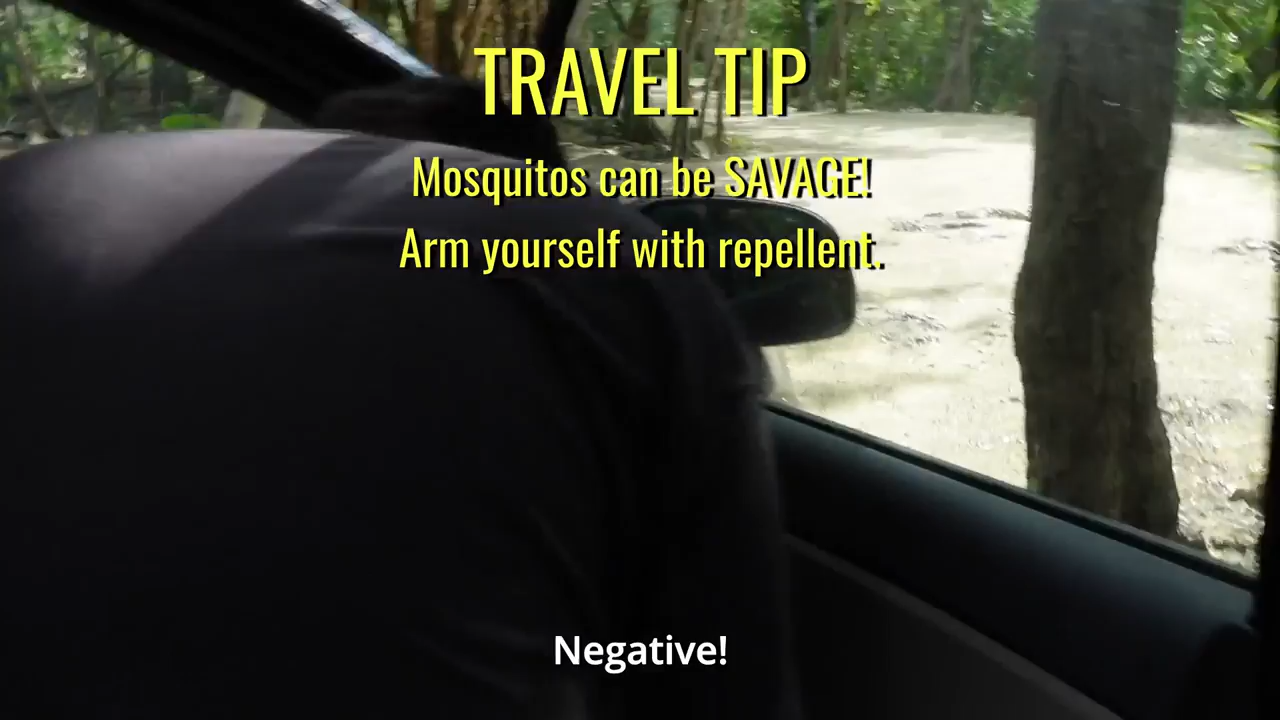 TRAVEL TIP
Mosquitos can be SAVAGE!
Arm yourself with repellent.
Negative!